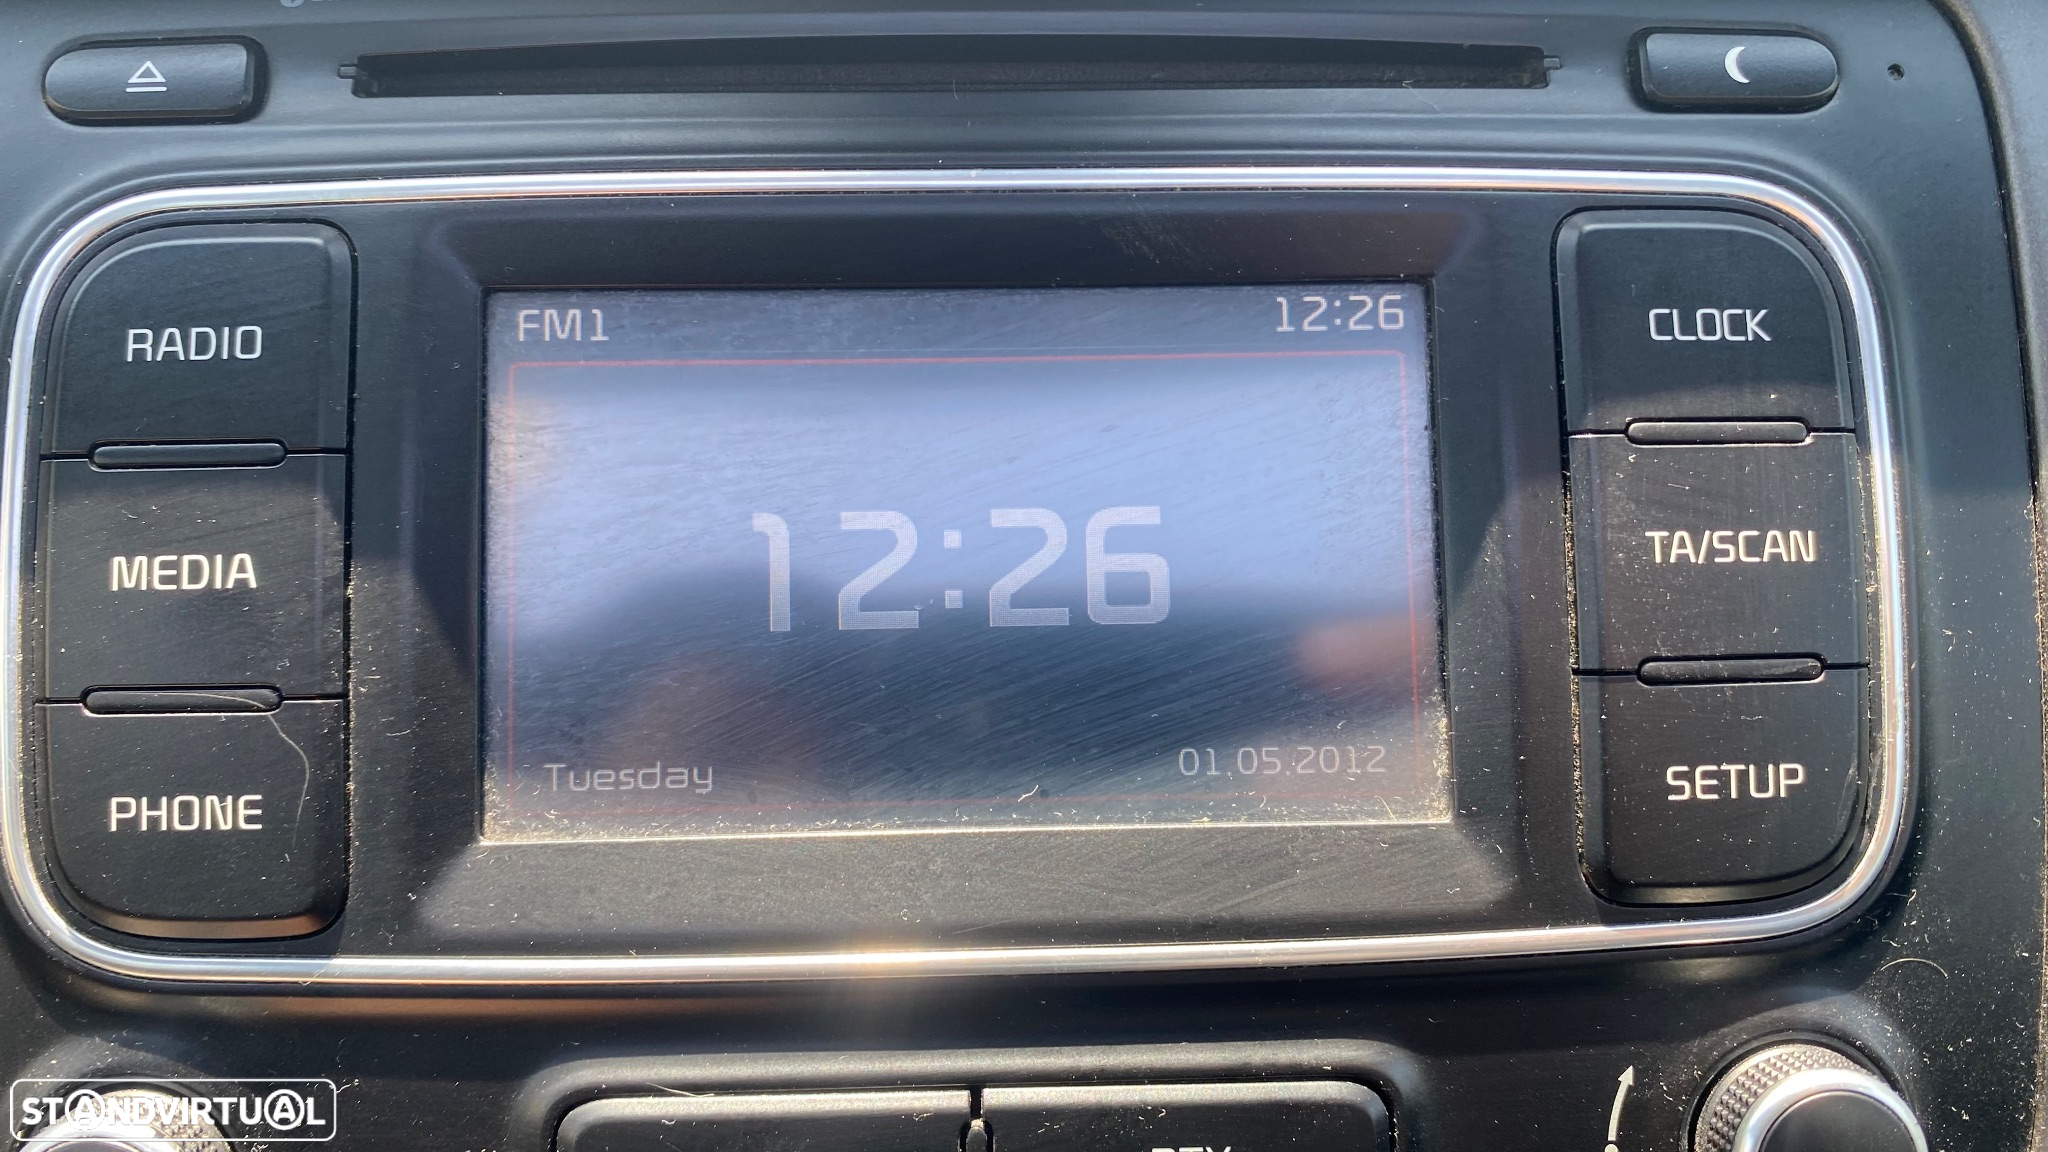 RADIO
MEDIA
PHONE
FM1
12:26
12:26
Tuesday
01.05.2012
CLOCK
TA/SCAN
SETUP
STANDVIRTUAL